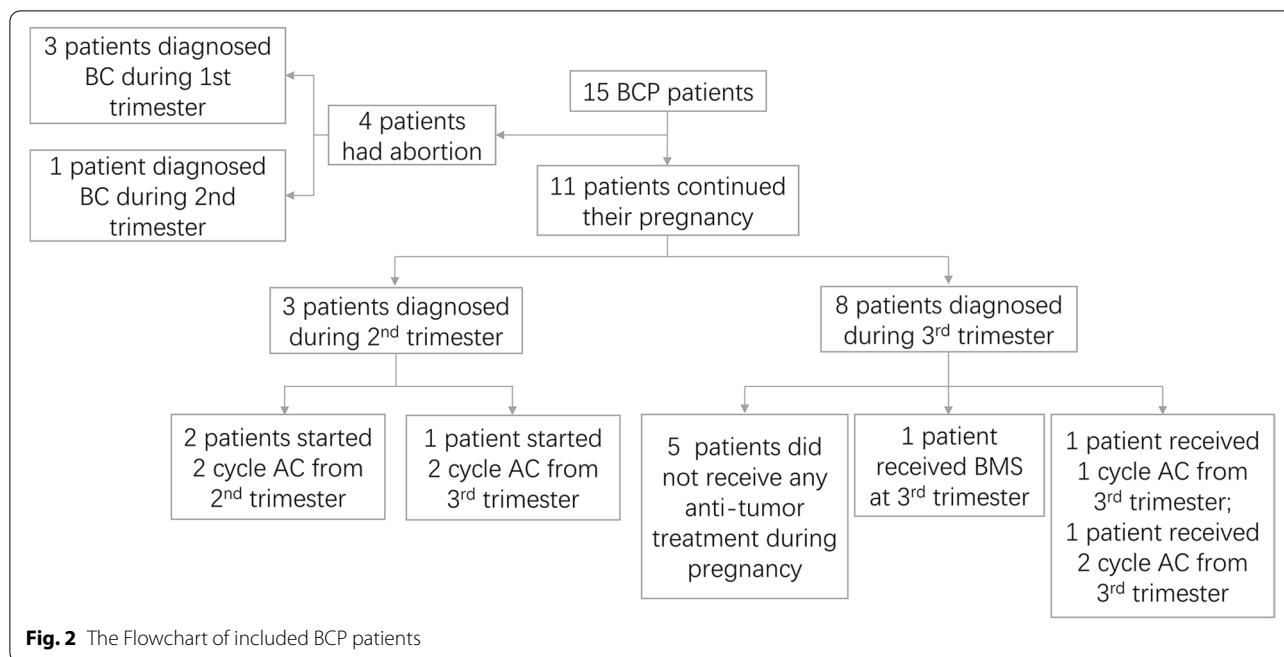 3 patients diagnosed
BC during 1st
trimester
15 BCP patients
4 patients
had abortion
1 patient diagnosed
BC during 2nd
trimester
11 patients continued
their pregnancy
3 patients diagnosed
during 2nd trimester
8 patients diagnosed
during 3rd trimester
2 patients started
2 cycle AC from
2nd trimester
1 patient started
2 cycle AC from
3rd trimester
5 patients did
not receive any
anti-tumor
treatment during
pregnancy
1 patient
received BMS
at 3rd trimester
1 patient received
1 cycle AC from
3rd trimester;
1 patient received
2 cycle AC from
3rd trimester
Fig. 2 The Flowchart of included BCP patients